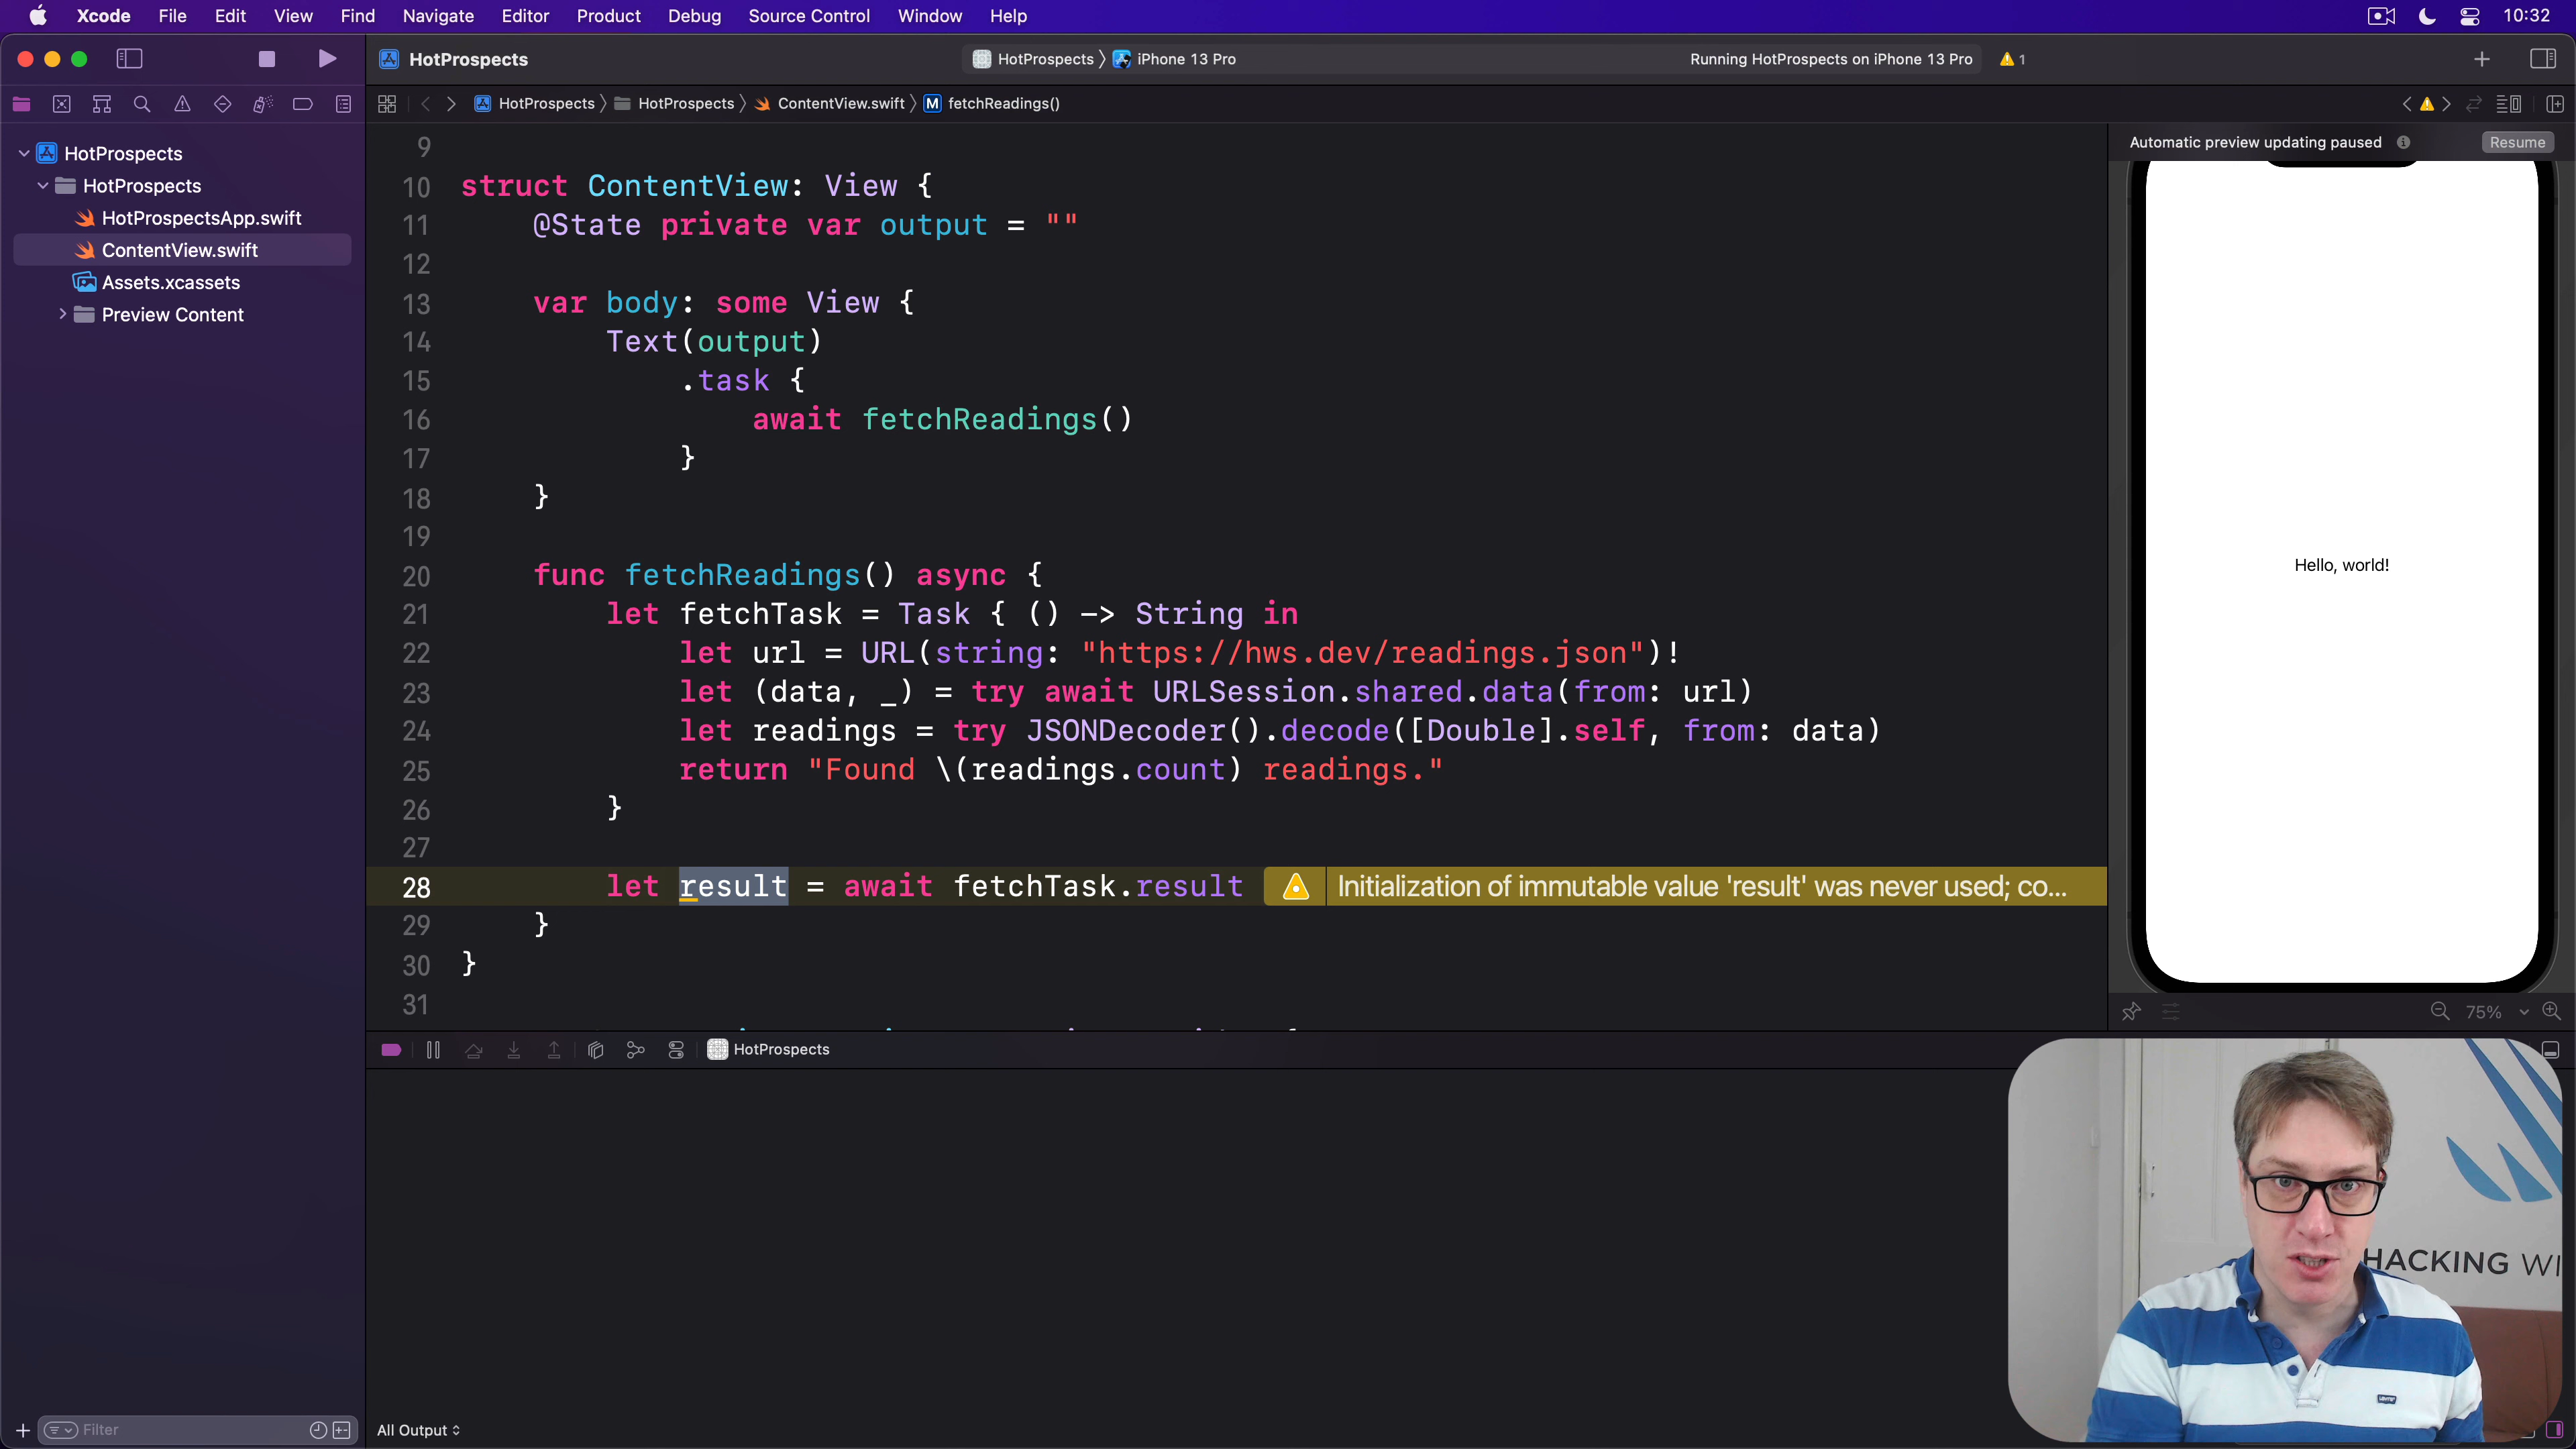 Xcode File Edit View Find Navigate Editor Product Debug Source Control Window Help 10:32
HotProspects HotProspects iPhone 13 Pro Running HotProspects on iPhone 13 Pro 1
HotProspects HotProspects ContentView.swift M fetchReadings()
HotProspects
HotProspects
HotProspectsApp.swift
ContentView.swift
Assets.xcassets
Preview Content
Filter
9
10 struct ContentView: View {
11 @State private var output = ""
12
13 var body: some View {
14 Text(output)
15 .task {
16 await fetchReadings()
17 }
18 }
19
20 func fetchReadings() async {
21 let fetchTask = Task { () -> String in
22 let url = URL(string: "https://hws.dev/readings.json")!
23 let (data, _) = try await URLSession.shared.data(from: url)
24 let readings = try JSONDecoder().decode([Double].self, from: data)
25 return "Found \(readings.count) readings."
26 }
27
28 let result = await fetchTask.result Initialization of immutable value 'result' was never used; co...
29 }
30 }
31
Automatic preview updating paused Resume
Hello, world!
75%
HotProspects
All Output
HACKING WI